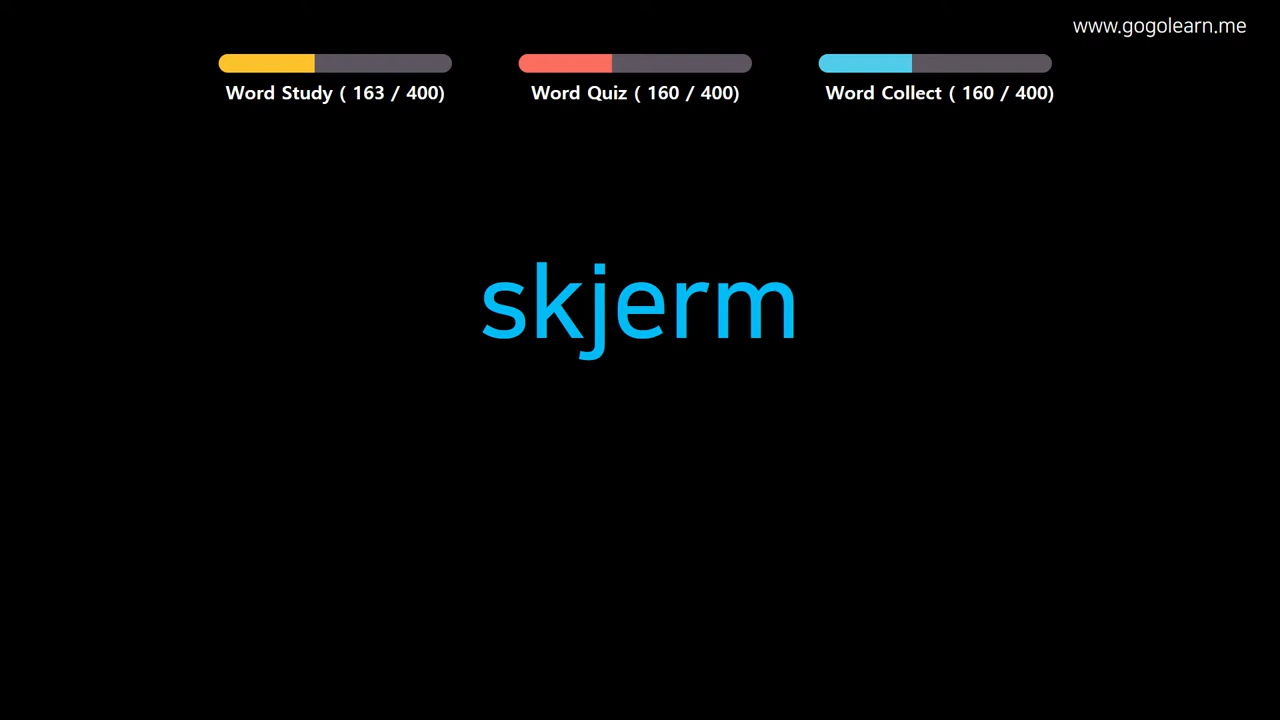 www.gogolearn.me
Word Study ( 163 / 400)
Word Quiz ( 160 / 400)
Word Collect ( 160 / 400)
skjerm